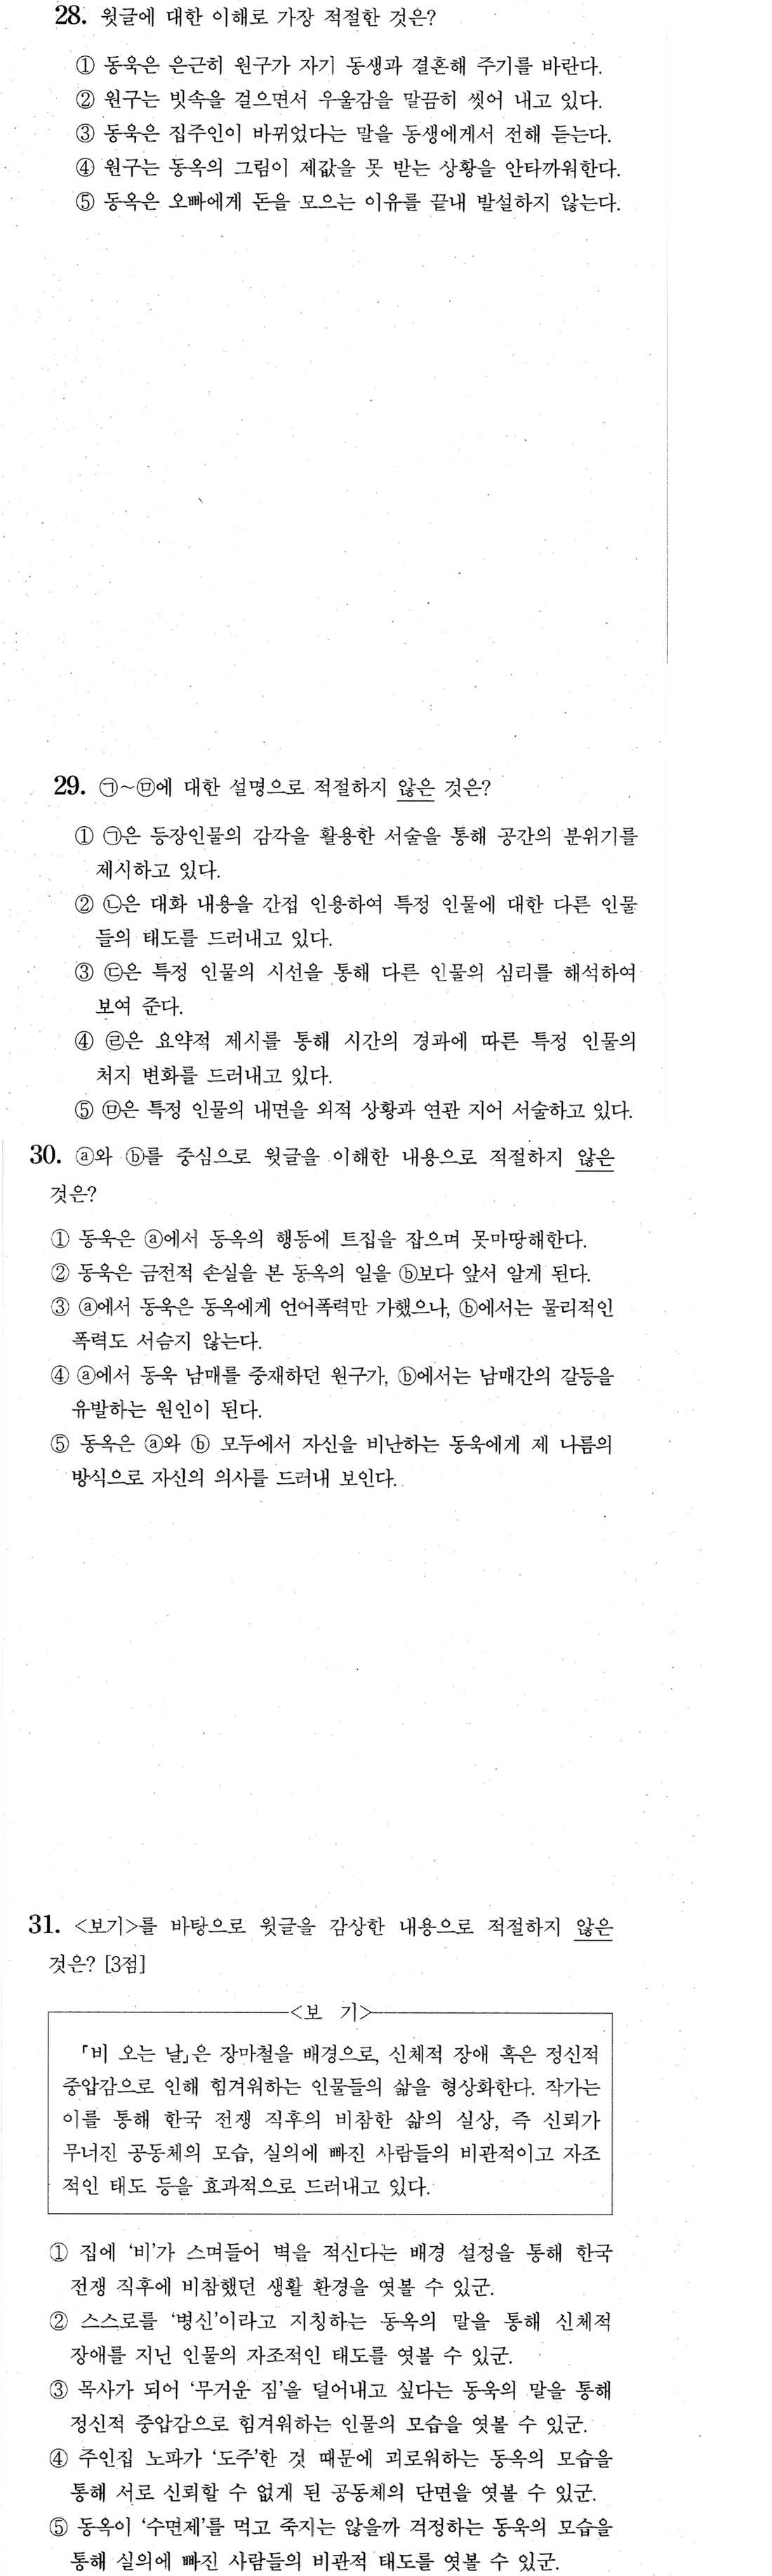 28. 윗글에 대한 이해로 가장 적절한 것은?
① 동욱은 은근히 원구가 자기 동생과 결혼해 주기를 바란다.
② 원구는 빗속을 걸으면서 우울감을 말끔히 씻어 내고 있다.
③ 동욱은 집주인이 바뀌었다는 말을 동생에게서 전해 듣는다.
④ 원구는 동옥의 그림이 제값을 못 받는 상황을 안타까워한다.
⑤ 동옥은 오빠에게 돈을 모으는 이유를 끝내 발설하지 않는다.
29. ㉠~㉤에 대한 설명으로 적절하지 않은 것은?
① ㉠은 등장인물의 감각을 활용한 서술을 통해 공간의 분위기를
제시하고 있다.
② ㉡은 대화 내용을 간접 인용하여 특정 인물에 대한 다른 인물
들의 태도를 드러내고 있다.
③ ㉢은 특정 인물의 시선을 통해 다른 인물의 심리를 해석하여
보여 준다.
④ ㉣은 요약적 제시를 통해 시간의 경과에 따른 특정 인물의
처지 변화를 드러내고 있다.
⑤ ㉤은 특정 인물의 내면을 외적 상황과 연관 지어 서술하고 있다.
30. ⓐ와 ⓑ를 중심으로 윗글을 이해한 내용으로 적절하지 않은
것은?
① 동욱은 ⓐ에서 동옥의 행동에 트집을 잡으며 못마땅해한다.
② 동욱은 금전적 손실을 본 동옥의 일을 ⓑ보다 앞서 알게 된다.
③ ⓐ에서 동욱은 동옥에게 언어폭력만 가했으나, ⓑ에서는 물리적인
폭력도 서슴지 않는다.
④ ⓐ에서 동욱 남매를 중재하던 원구가, ⓑ에서는 남매간의 갈등을
유발하는 원인이 된다.
⑤ 동옥은 ⓐ와 ⓑ 모두에서 자신을 비난하는 동욱에게 제 나름의
방식으로 자신의 의사를 드러내 보인다.
31. <보기>를 바탕으로 윗글을 감상한 내용으로 적절하지 않은
것은? [3점]
<보 기>
「비 오는 날」은 장마철을 배경으로, 신체적 장애 혹은 정신적
중압감으로 인해 힘겨워하는 인물들의 삶을 형상화한다. 작가는
이를 통해 한국 전쟁 직후의 비참한 삶의 실상, 즉 신뢰가
무너진 공동체의 모습, 실의에 빠진 사람들의 비관적이고 자조
적인 태도 등을 효과적으로 드러내고 있다.
① 집에 ‘비’가 스며들어 벽을 적신다는 배경 설정을 통해 한국
전쟁 직후에 비참했던 생활 환경을 엿볼 수 있군.
② 스스로를 ‘병신’이라고 지칭하는 동옥의 말을 통해 신체적
장애를 지닌 인물의 자조적인 태도를 엿볼 수 있군.
③ 목사가 되어 ‘무거운 짐’을 덜어내고 싶다는 동욱의 말을 통해
정신적 중압감으로 힘겨워하는 인물의 모습을 엿볼 수 있군.
④ 주인집 노파가 ‘도주’한 것 때문에 괴로워하는 동옥의 모습을
통해 서로 신뢰할 수 없게 된 공동체의 단면을 엿볼 수 있군.
⑤ 동옥이 ‘수면제’를 먹고 죽지는 않을까 걱정하는 동욱의 모습을
통해 실의에 빠진 사람들의 비관적 태도를 엿볼 수 있군.